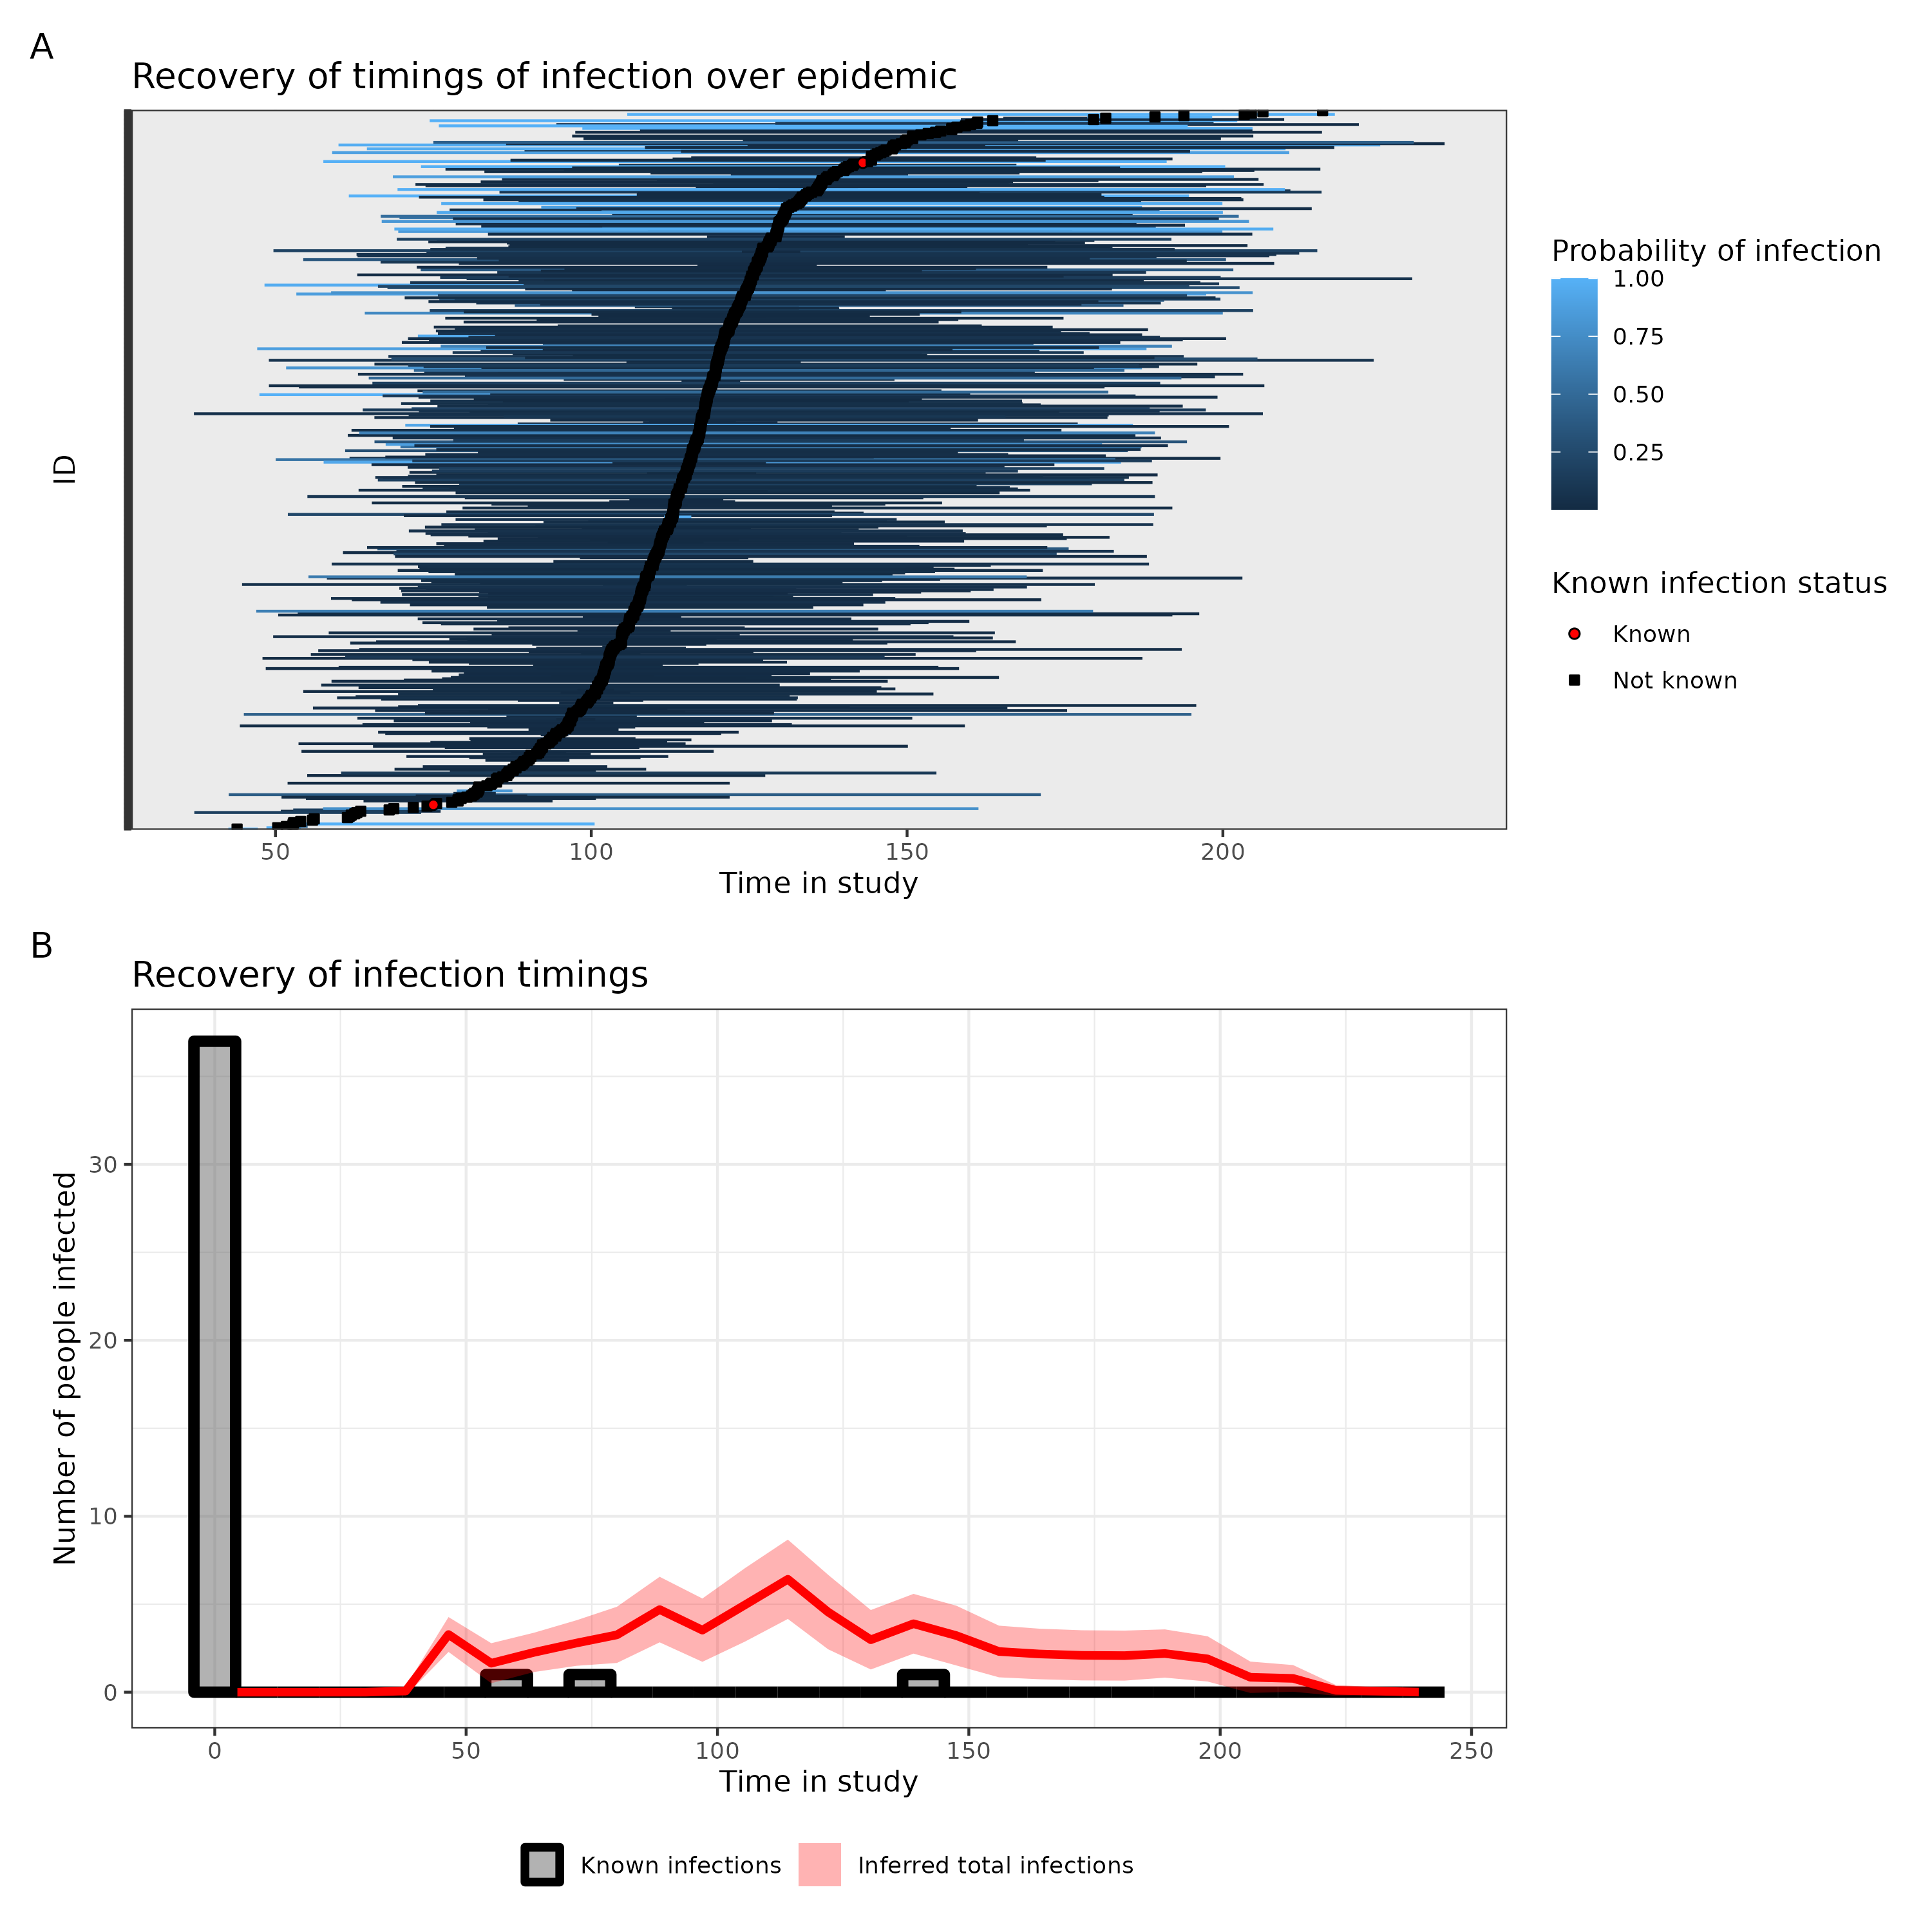 A
Recovery of timings of infection over epidemic
ID
50 100 150 200
Time in study
Probability of infection
1.00
0.75
0.50
0.25
Known infection status
Known
Not known
B
Recovery of infection timings
Number of people infected
30
20
10
0
0 50 100 150 200 250
Time in study
Known infections Inferred total infections